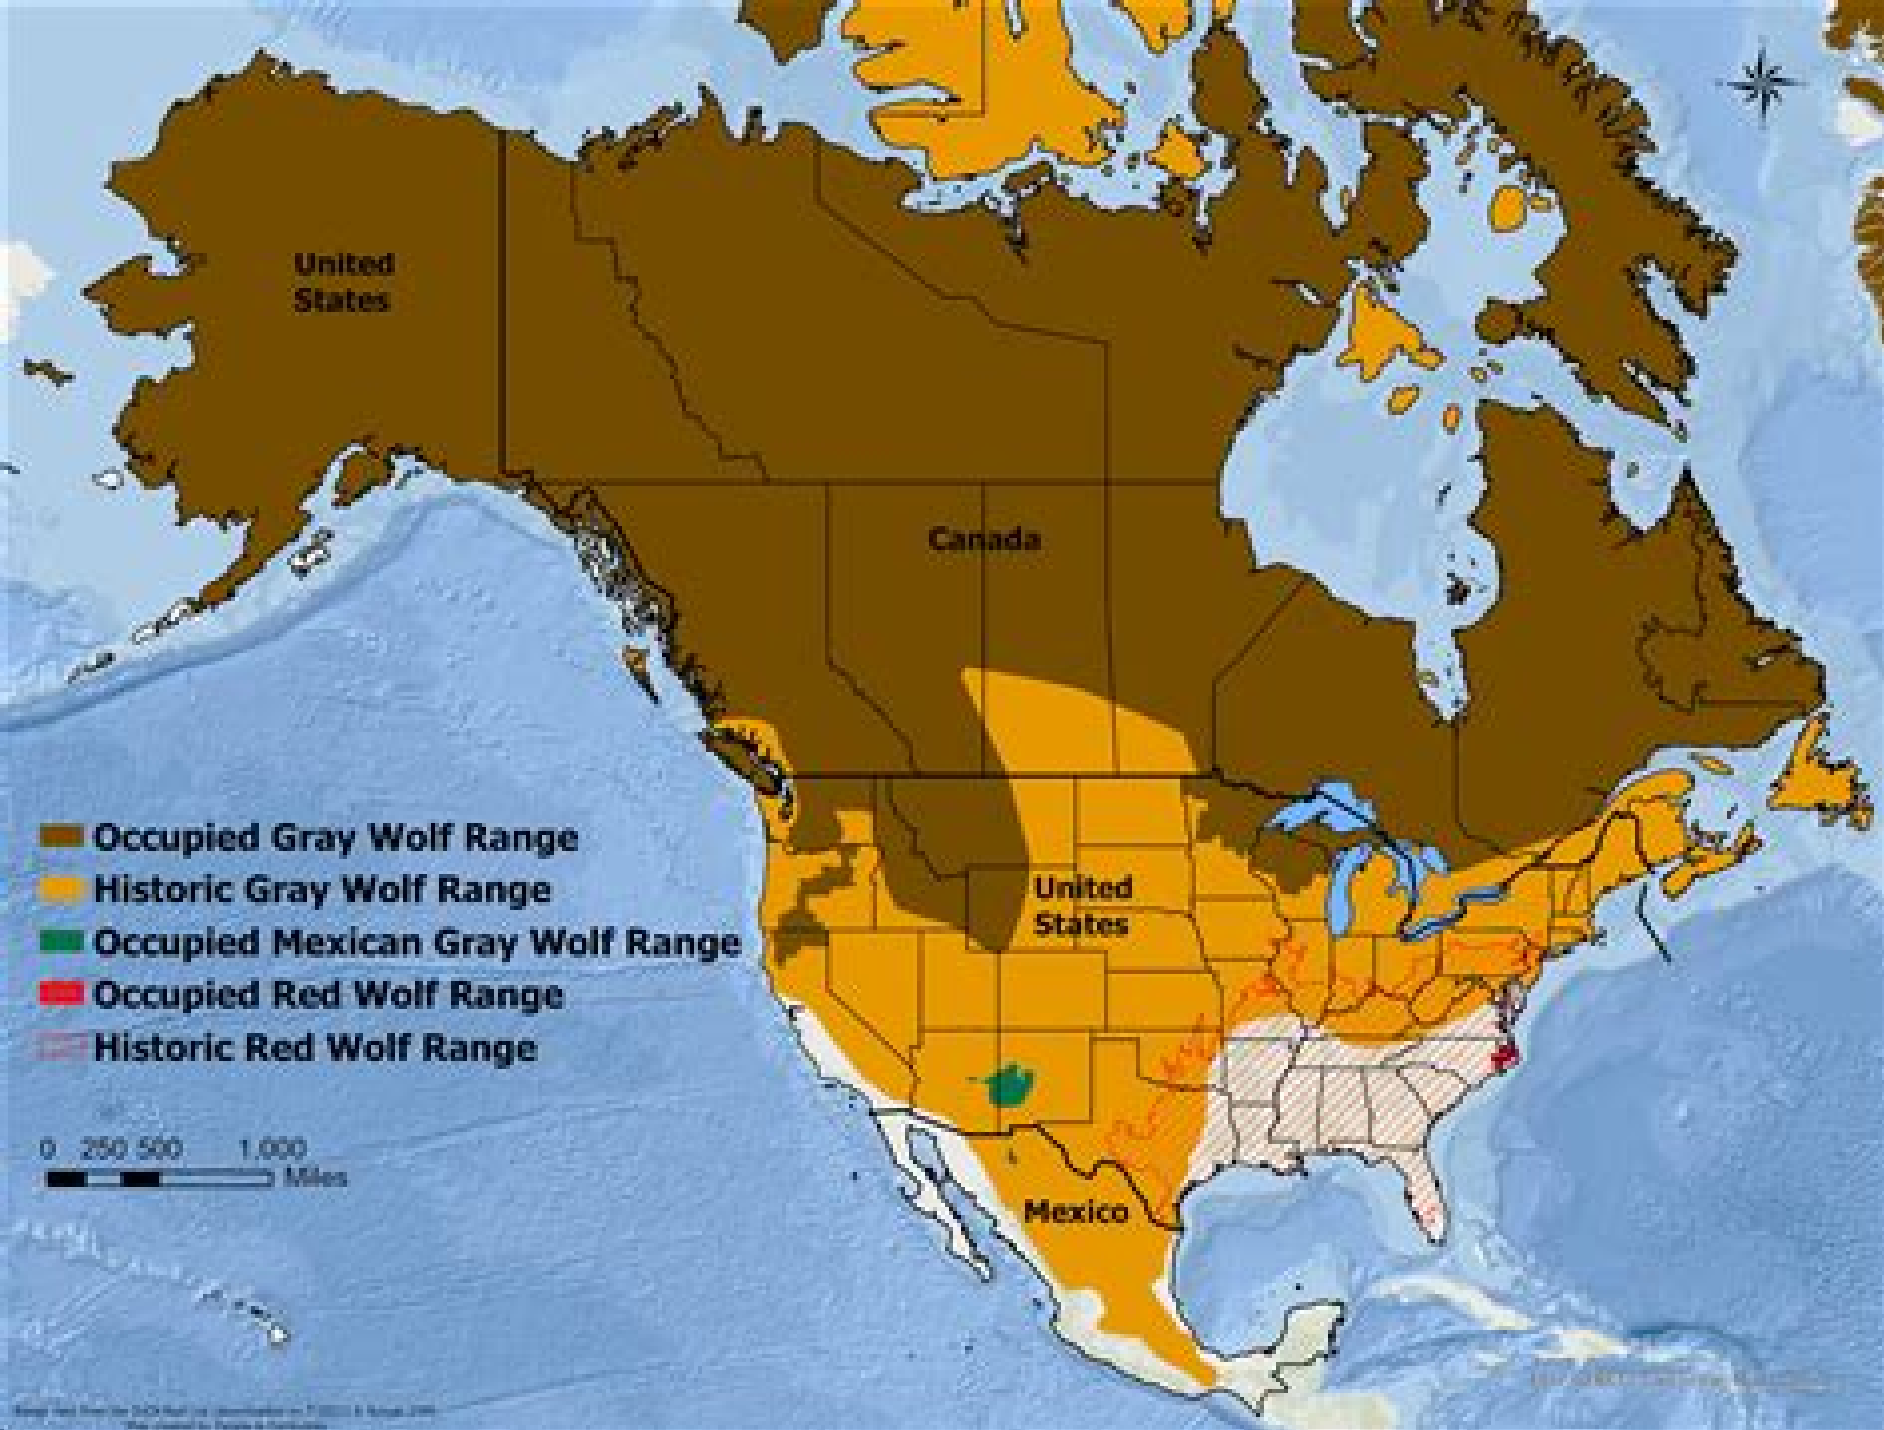 United
States
Canada
Occupied Gray Wolf Range
Historic Gray Wolf Range
Occupied Mexican Gray Wolf Range
Occupied Red Wolf Range
Historic Red Wolf Range
United
States
0 250 500 1,000
Miles
Mexico